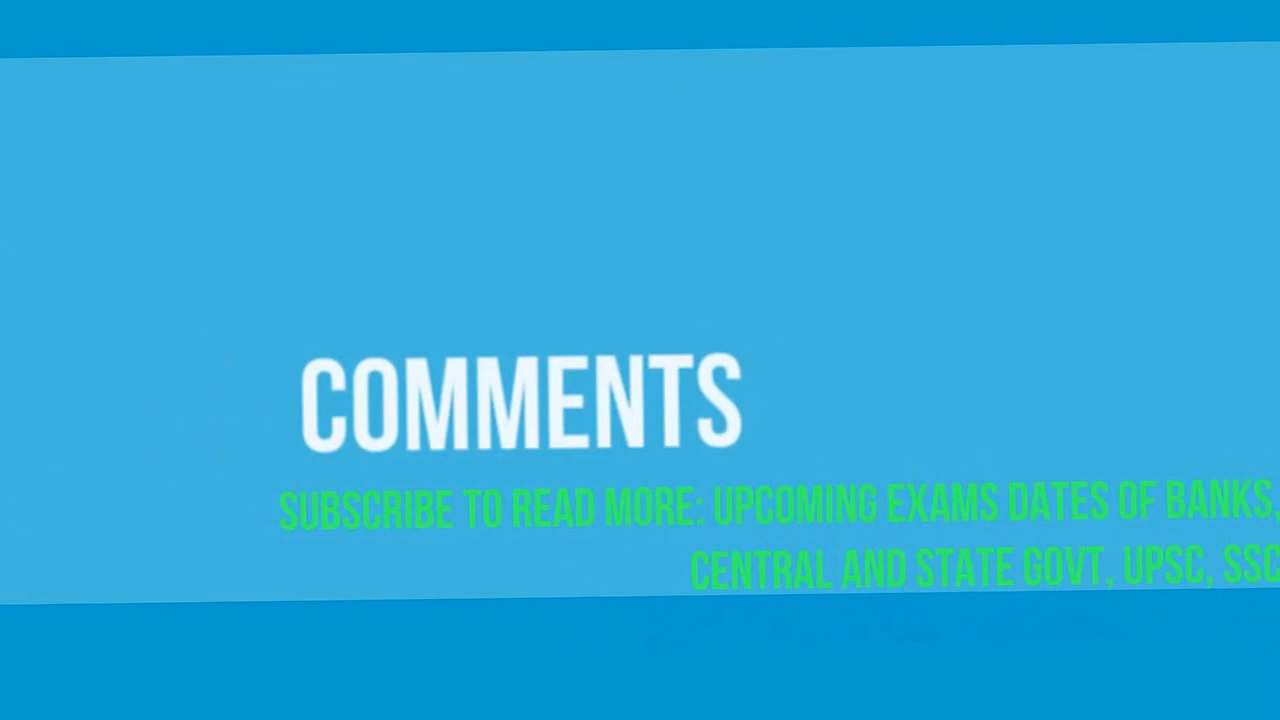 COMMENTS
SUBSCRIBE TO READ MORE: UPCOMING EXAMS DATES OF BANKS,
CENTRAL AND STATE GOVT, UPSC, SSC